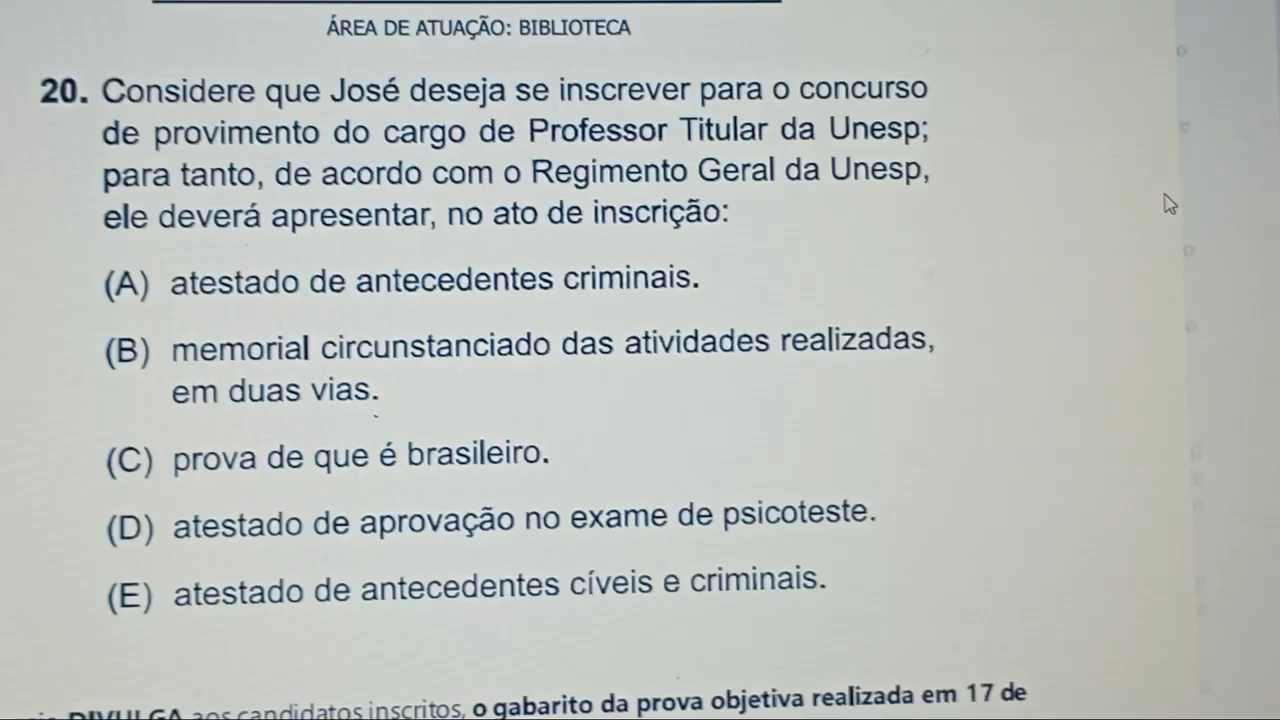 ÁREA DE ATUAÇÃO: BIBLIOTECA
20. Considere que José deseja se inscrever para o concurso
de provimento do cargo de Professor Titular da Unesp;
para tanto, de acordo com o Regimento Geral da Unesp,
ele deverá apresentar, no ato de inscrição:
(A) atestado de antecedentes criminais.
(B) memorial circunstanciado das atividades realizadas,
em duas vias.
(C) prova de que é brasileiro.
(D) atestado de aprovação no exame de psicoteste.
(E) atestado de antecedentes cíveis e criminais.
DIVULGA aos candidatos inscritos, o gabarito da prova objetiva realizada em 17 de